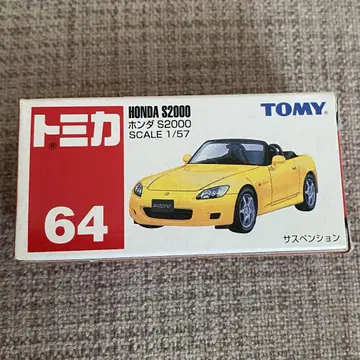 トミカ
®
64
HONDA S2000
ホンダ S2000
SCALE 1/57
TOMY
サスペンション